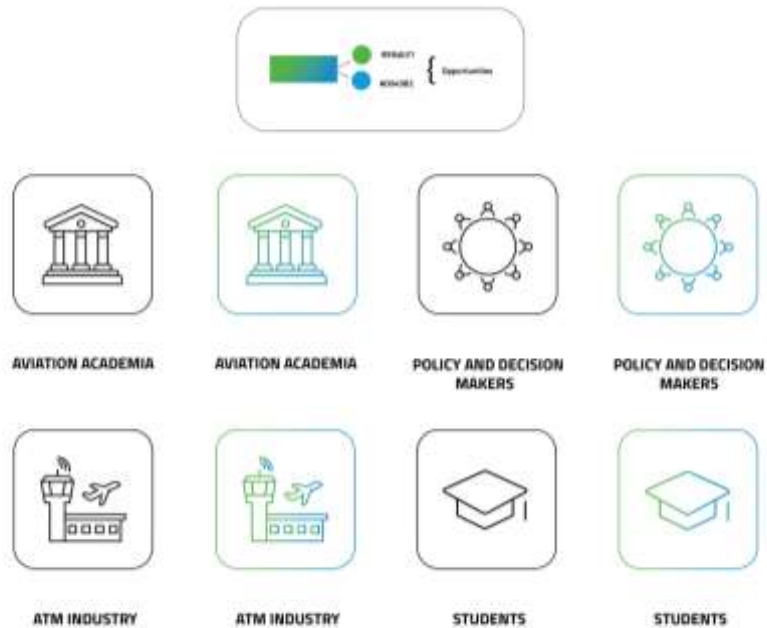 Opportunities
AVIATION ACADEMIA
AVIATION ACADEMIA
POLICY AND DECISION
MAKERS
POLICY AND DECISION
MAKERS
ATM INDUSTRY
ATM INDUSTRY
STUDENTS
STUDENTS